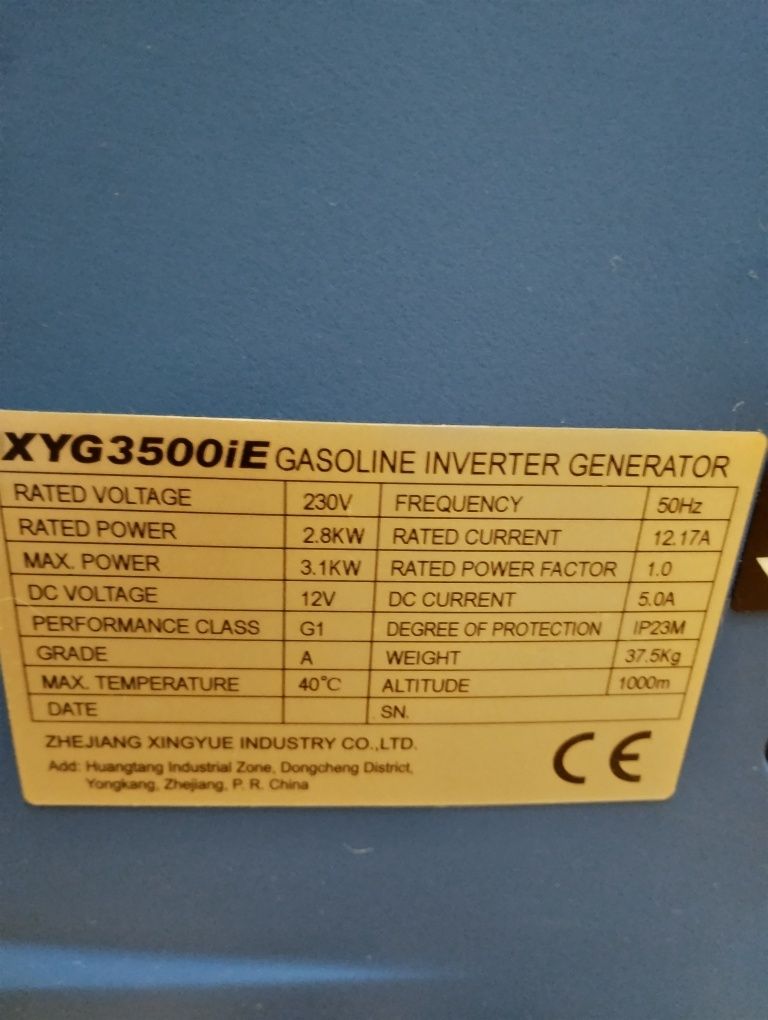 XYG3500iE GASOLINE INVERTER GENERATOR
RATED VOLTAGE 230V FREQUENCY 50Hz
RATED POWER 2.8KW RATED CURRENT 12.17A
MAX. POWER 3.1KW RATED POWER FACTOR 1.0
DC VOLTAGE 12V DC CURRENT 5.0A
PERFORMANCE CLASS G1 DEGREE OF PROTECTION IP23M
GRADE A WEIGHT 37.5Kg
MAX. TEMPERATURE 40°C ALTITUDE 1000m
DATE SN.
ZHEJIANG XINGYUE INDUSTRY CO.,LTD.
Add: Huangtang Industrial Zone, Dongcheng District,
Yongkang, Zhejiang, P. R. China
CE